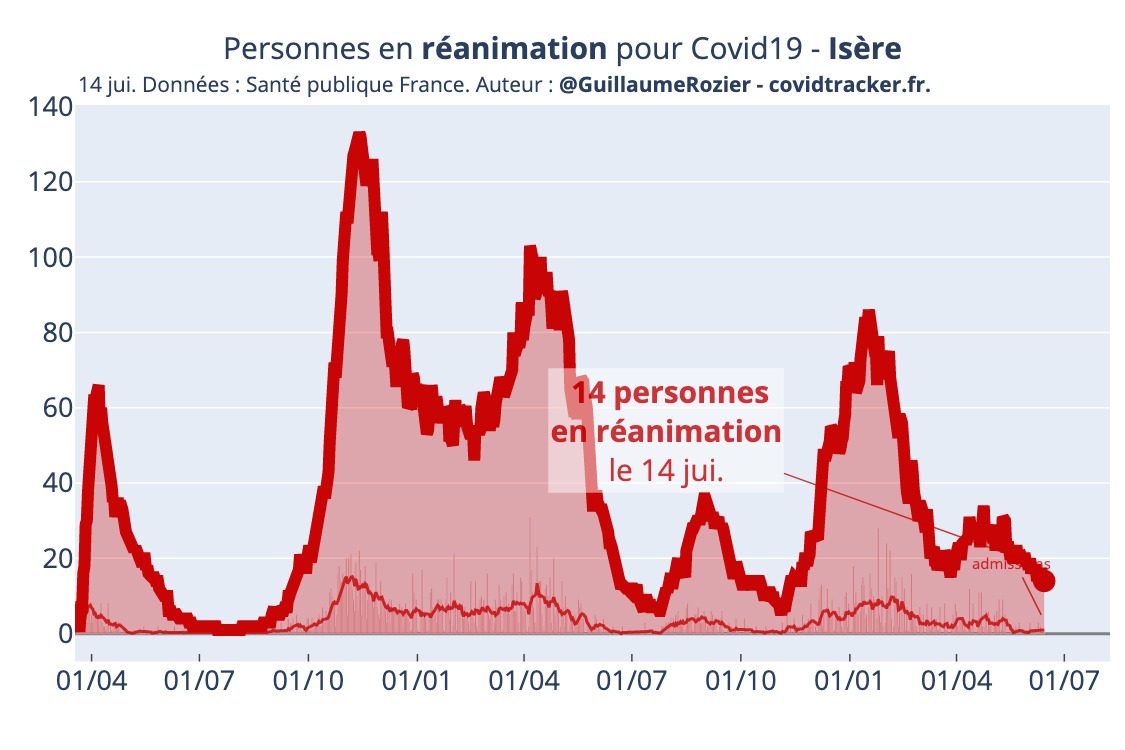 Personnes en réanimation pour Covid19 - Isère
14 jui. Données : Santé publique France. Auteur : @GuillaumeRozier - covidtracker.fr.
140
120
100
80
60
40
20
0
14 personnes
en réanimation
le 14 jui.
admissions
01/04 01/07 01/10 01/01 01/04 01/07 01/10 01/01 01/04 01/07